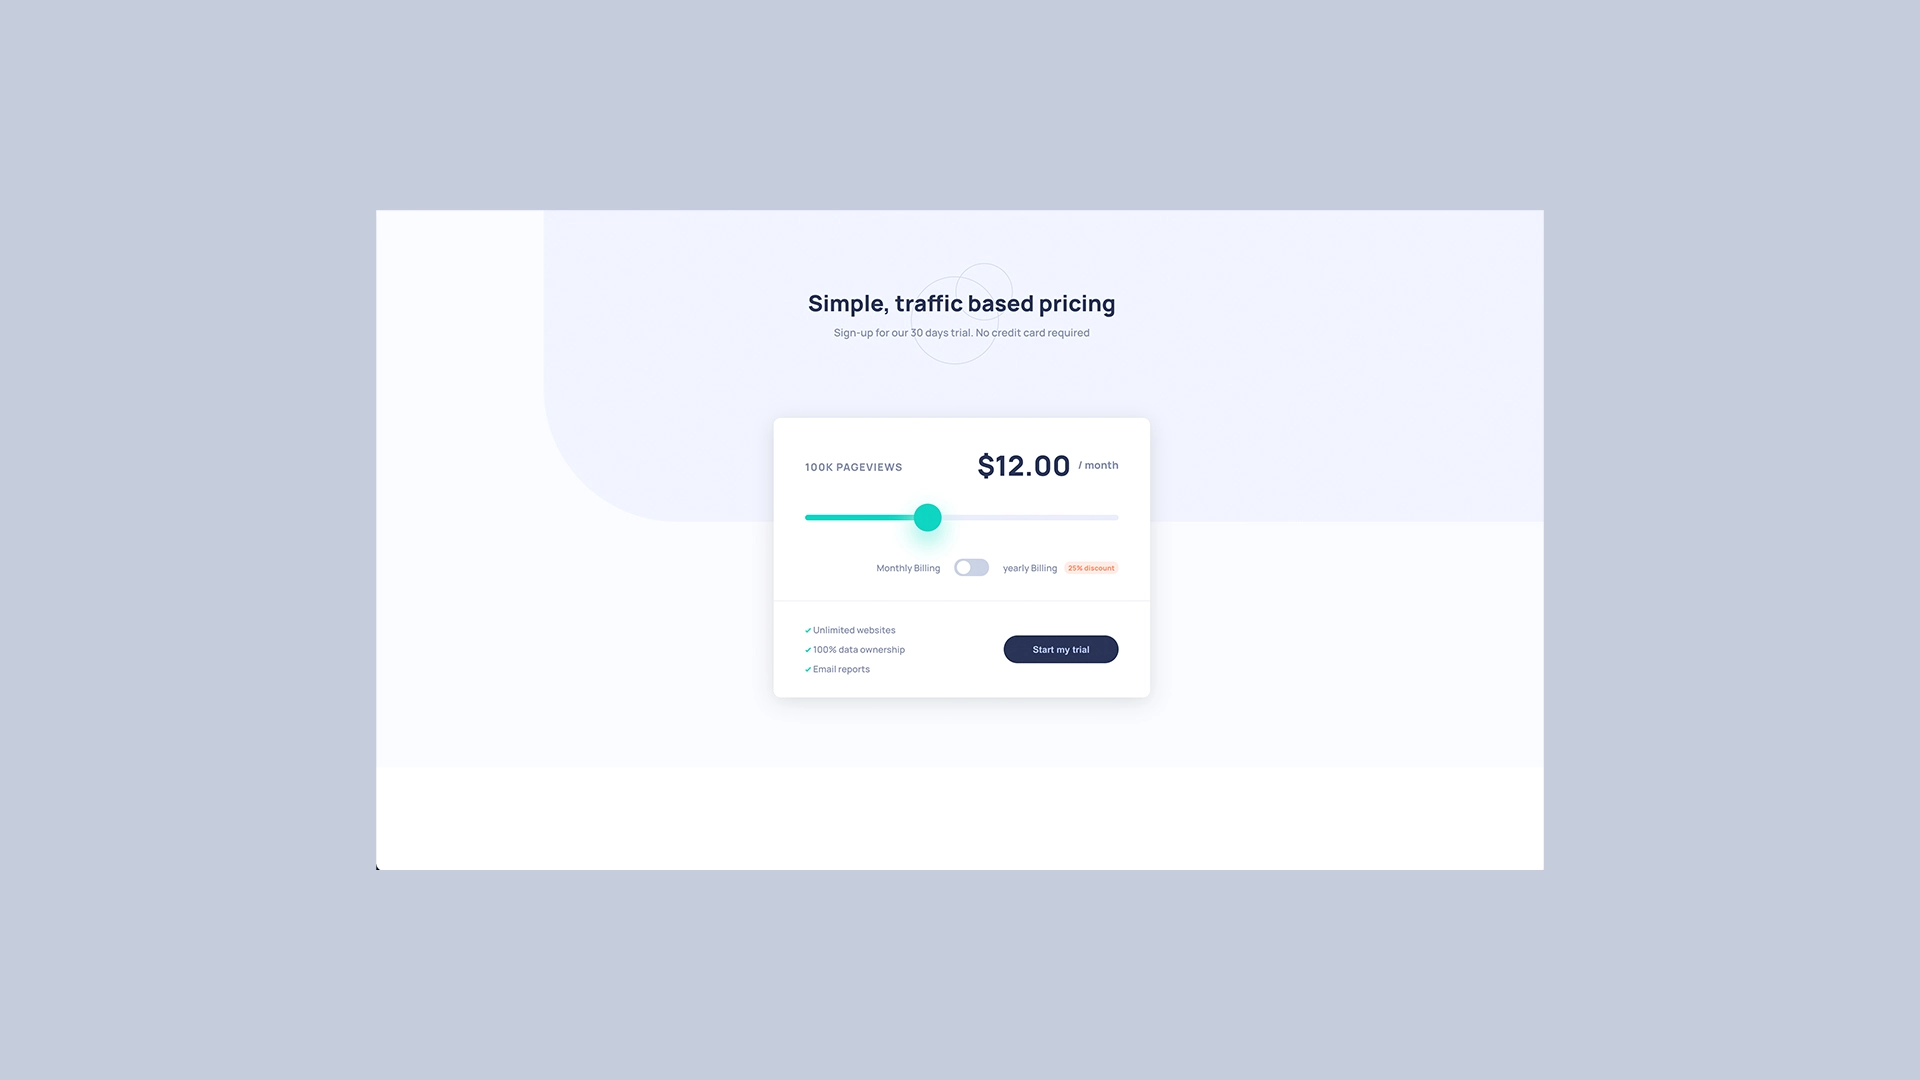 Simple, traffic based pricing
Sign-up for our 30 days trial. No credit card required
100K PAGEVIEWS
$12.00 / month
Monthly Billing
yearly Billing 25% discount
Unlimited websites
100% data ownership
Email reports
Start my trial